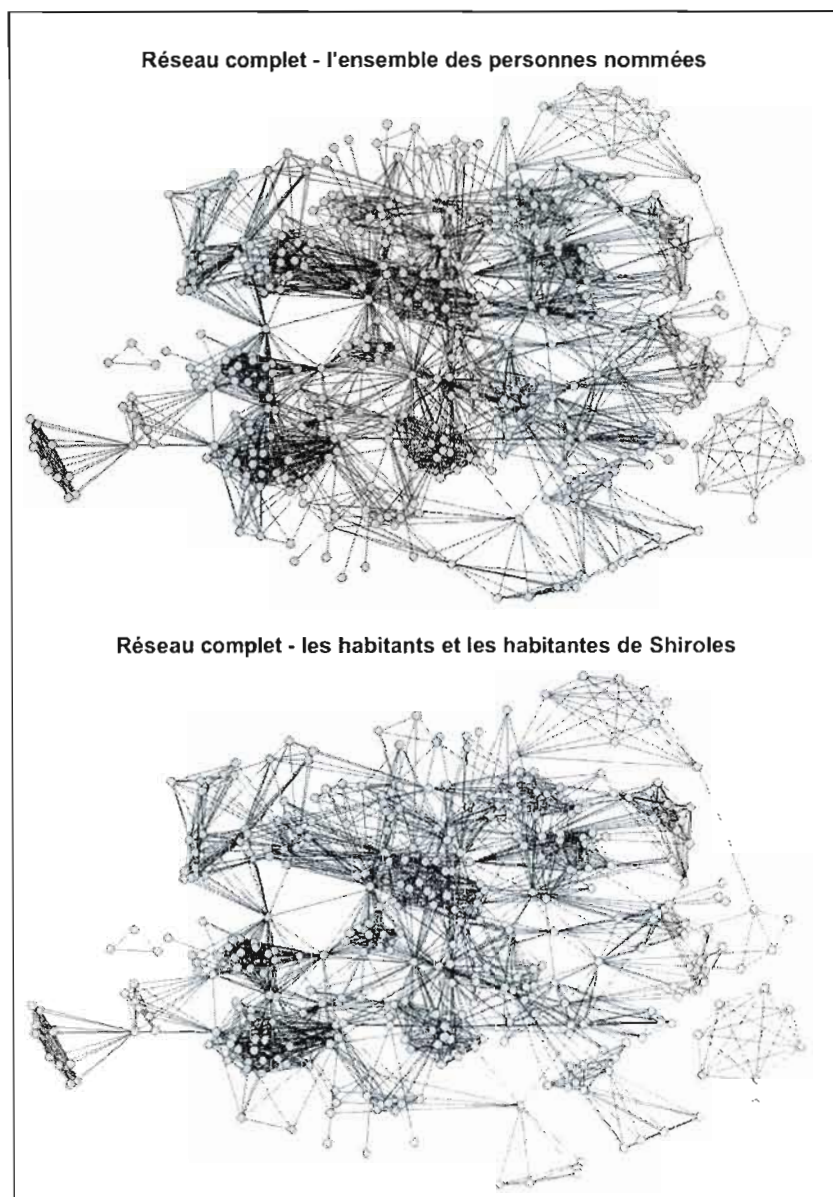 Réseau complet - l'ensemble des personnes nommées
Réseau complet - les habitants et les habitantes de Shiroles